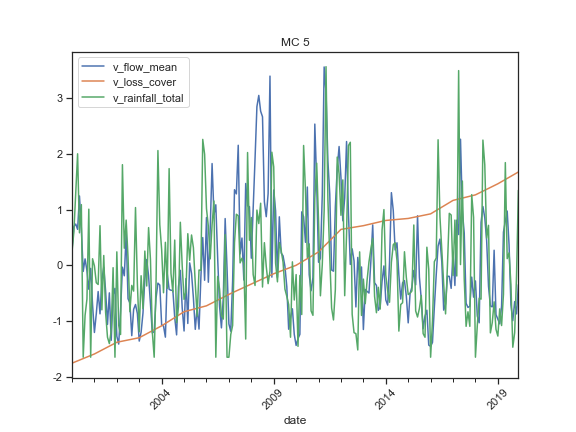 MC 5
v_flow_mean
v_loss_cover
v_rainfall_total
3
2
1
0
-1
-2
2004
2009
2014
2019
date